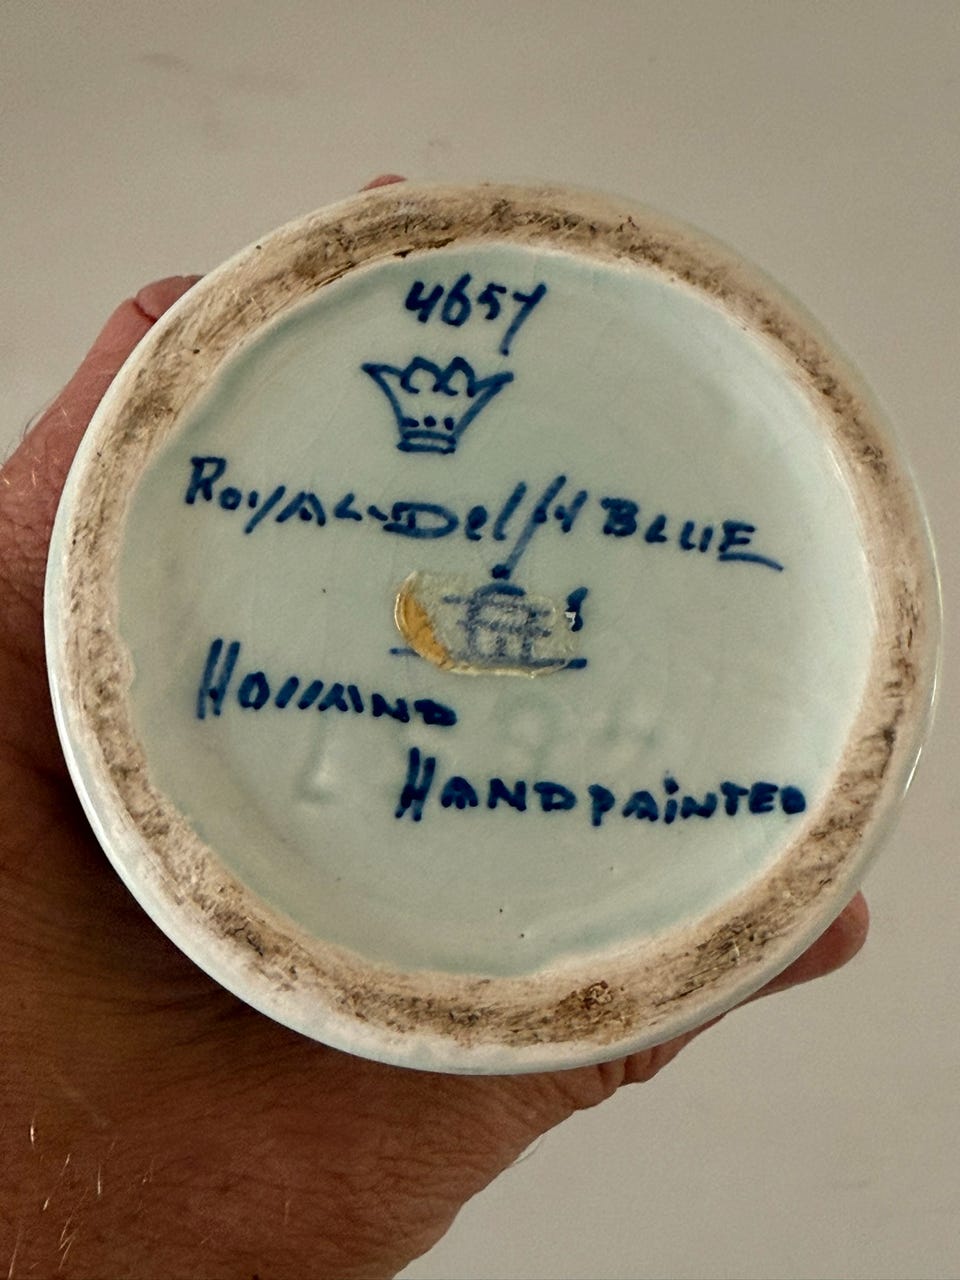 4657
ROYAL-Delft BLUE
HOLLAND
HANDPAINTED